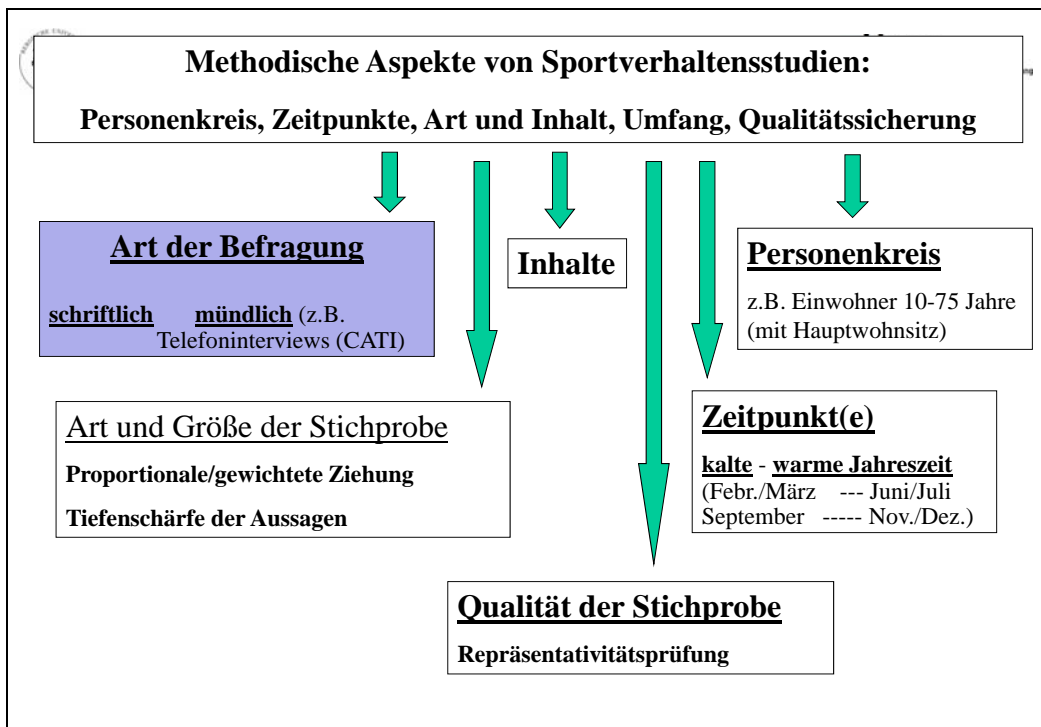 Methodische Aspekte von Sportverhaltensstudien:
Personenkreis, Zeitpunkte, Art und Inhalt, Umfang, Qualitätssicherung
Art der Befragung
schriftlich mündlich (z.B.
Telefoninterviews (CATI)
Inhalte
Personenkreis
z.B. Einwohner 10-75 Jahre
(mit Hauptwohnsitz)
Art und Größe der Stichprobe
Proportionale/gewichtete Ziehung
Tiefenschärfe der Aussagen
Zeitpunkt(e)
kalte - warme Jahreszeit
(Febr./März --- Juni/Juli
September ----- Nov./Dez.)
Qualität der Stichprobe
Repräsentativitätsprüfung